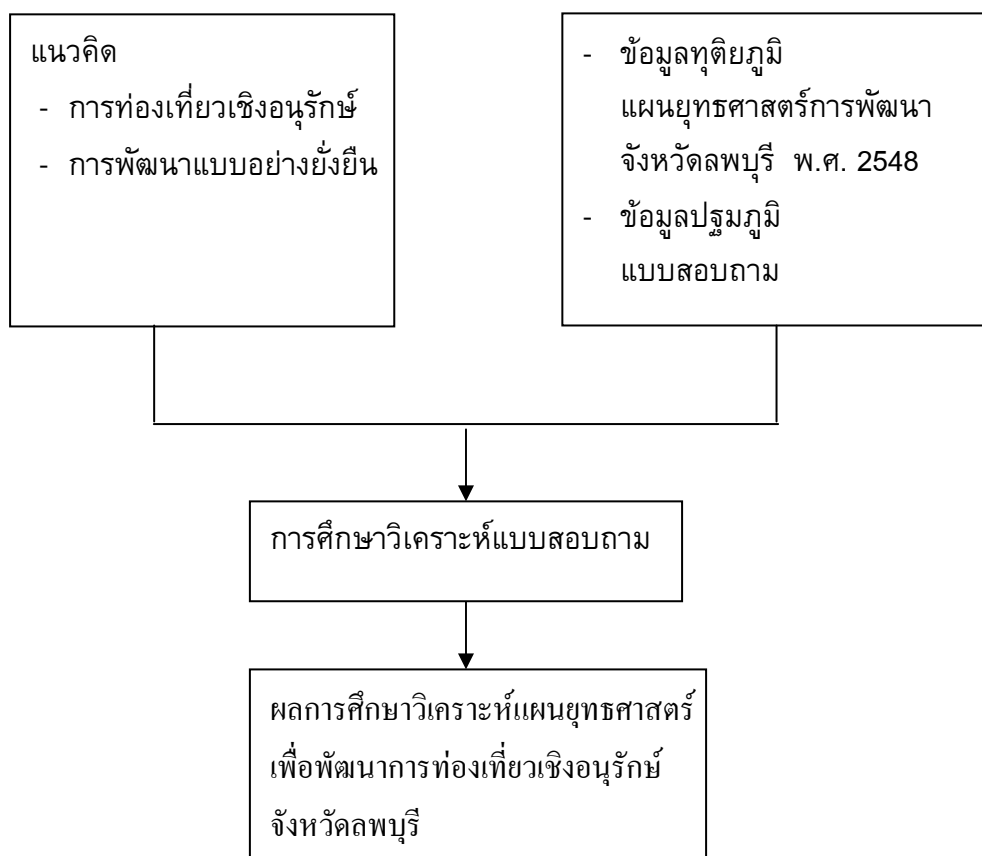 แนวคิด
- การท่องเที่ยวเชิงอนุรักษ์
- การพัฒนาแบบอย่างยั่งยืน
- ข้อมูลทุติยภูมิ
แผนยุทธศาสตร์การพัฒนา
จังหวัดลพบุรี พ.ศ. 2548
- ข้อมูลปฐมภูมิ
แบบสอบถาม
การศึกษาวิเคราะห์แบบสอบถาม
ผลการศึกษาวิเคราะห์แผนยุทธศาสตร์
เพื่อพัฒนาการท่องเที่ยวเชิงอนุรักษ์
จังหวัดลพบุรี